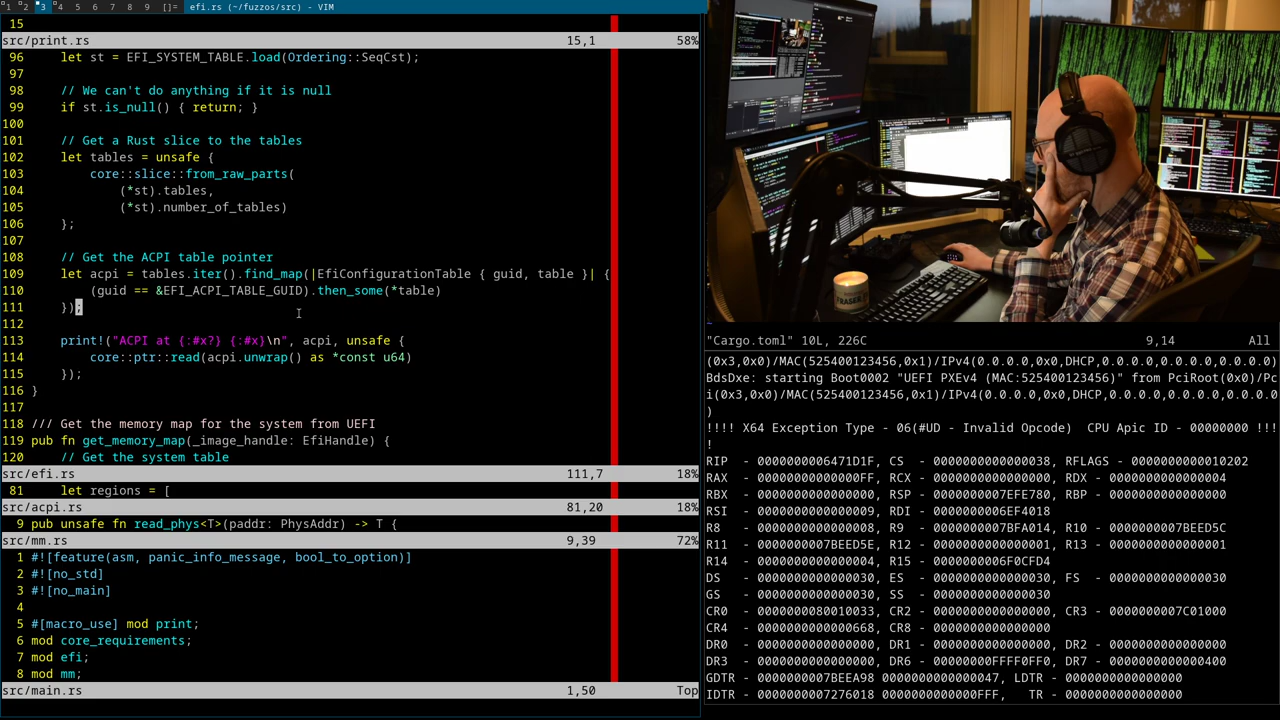 1 2 3 4 5 6 7 8 9 []= efi.rs (~/fuzzos/src) - VIM
15
src/print.rs 15,1 58%
96     let st = EFI_SYSTEM_TABLE.load(Ordering::SeqCst);
97
98     // We can't do anything if it is null
99     if st.is_null() { return; }
100
101     // Get a Rust slice to the tables
102     let tables = unsafe {
103         core::slice::from_raw_parts(
104             (*st).tables,
105             (*st).number_of_tables)
106     };
107
108     // Get the ACPI table pointer
109     let acpi = tables.iter().find_map(|EfiConfigurationTable { guid, table }| {
110         (guid == &EFI_ACPI_TABLE_GUID).then_some(*table)
111     });
112
113     print!("ACPI at {:#x?} {:#x}\n", acpi, unsafe {
114         core::ptr::read(acpi.unwrap() as *const u64)
115     });
116 }
117
118 /// Get the memory map for the system from UEFI
119 pub fn get_memory_map(_image_handle: EfiHandle) {
120     // Get the system table
src/efi.rs 111,7 18%
81     let regions = [
src/acpi.rs 81,20 18%
9 pub unsafe fn read_phys<T>(paddr: PhysAddr) -> T {
src/mm.rs 9,39 72%
1 #![feature(asm, panic_info_message, bool_to_option)]
2 #![no_std]
3 #![no_main]
4
5 #[macro_use] mod print;
6 mod core_requirements;
7 mod efi;
8 mod mm;
src/main.rs 1,50 Top
FRASER
"Cargo.toml" 10L, 226C 9,14 All
(0x3,0x0)/MAC(525400123456,0x1)/IPv4(0.0.0.0,0x0,DHCP,0.0.0.0,0.0.0.0,0.0.0.0)
BdsDxe: starting Boot0002 "UEFI PXEv4 (MAC:525400123456)" from PciRoot(0x0)/Pc
i(0x3,0x0)/MAC(525400123456,0x1)/IPv4(0.0.0.0,0x0,DHCP,0.0.0.0,0.0.0.0,0.0.0.0
)
!!!! X64 Exception Type - 06(#UD - Invalid Opcode)  CPU Apic ID - 00000000 !!!
!
RIP  - 0000000006471D1F, CS  - 0000000000000038, RFLAGS - 0000000000010202
RAX  - 00000000000000FF, RCX - 0000000000000000, RDX - 0000000000000004
RBX  - 0000000000000000, RSP - 0000000007EFE780, RBP - 0000000000000000
RSI  - 0000000000000009, RDI - 0000000006EF4018
R8   - 0000000000000000, R9  - 0000000007BFA014, R10 - 0000000007BEED5C
R11  - 0000000007BEED5E, R12 - 0000000000000001, R13 - 0000000000000001
R14  - 0000000000000004, R15 - 0000000006F0CFD4
DS   - 0000000000000030, ES  - 0000000000000030, FS  - 0000000000000030
GS   - 0000000000000030, SS  - 0000000000000030
CR0  - 0000000080010033, CR2 - 0000000000000000, CR3 - 0000000007C01000
CR4  - 0000000000000668, CR8 - 0000000000000000
DR0  - 0000000000000000, DR1 - 0000000000000000, DR2 - 0000000000000000
DR3  - 0000000000000000, DR6 - 00000000FFFF0FF0, DR7 - 0000000000000400
GDTR - 0000000007BEEA98 0000000000000047, LDTR - 0000000000000000
IDTR - 0000000007276018 0000000000000FFF,   TR - 0000000000000000